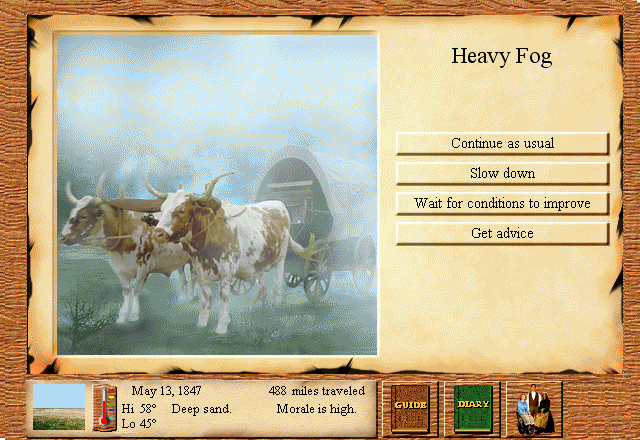 Heavy Fog
Continue as usual
Slow down
Wait for conditions to improve
Get advice
May 13, 1847
488 miles traveled
Hi 58° Deep sand.
Morale is high.
Lo 45°
GUIDE
DIARY